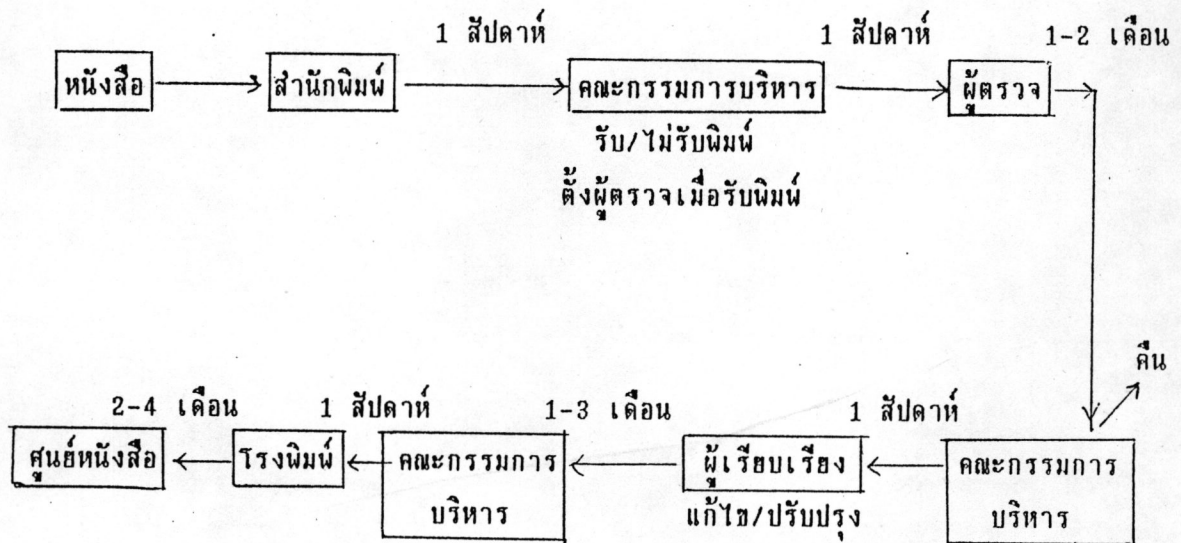 1 สัปดาห์ 1 สัปดาห์ 1-2 เดือน
หนังสือ สำนักพิมพ์ คณะกรรมการบริหาร ผู้ตรวจ
รับ/ไม่รับพิมพ์
ตั้งผู้ตรวจเมื่อรับพิมพ์
คืน
2-4 เดือน 1 สัปดาห์ 1-3 เดือน 1 สัปดาห์
ศูนย์หนังสือ โรงพิมพ์ คณะกรรมการ ผู้เรียบเรียง คณะกรรมการ
บริหาร แก้ไข/ปรับปรุง บริหาร